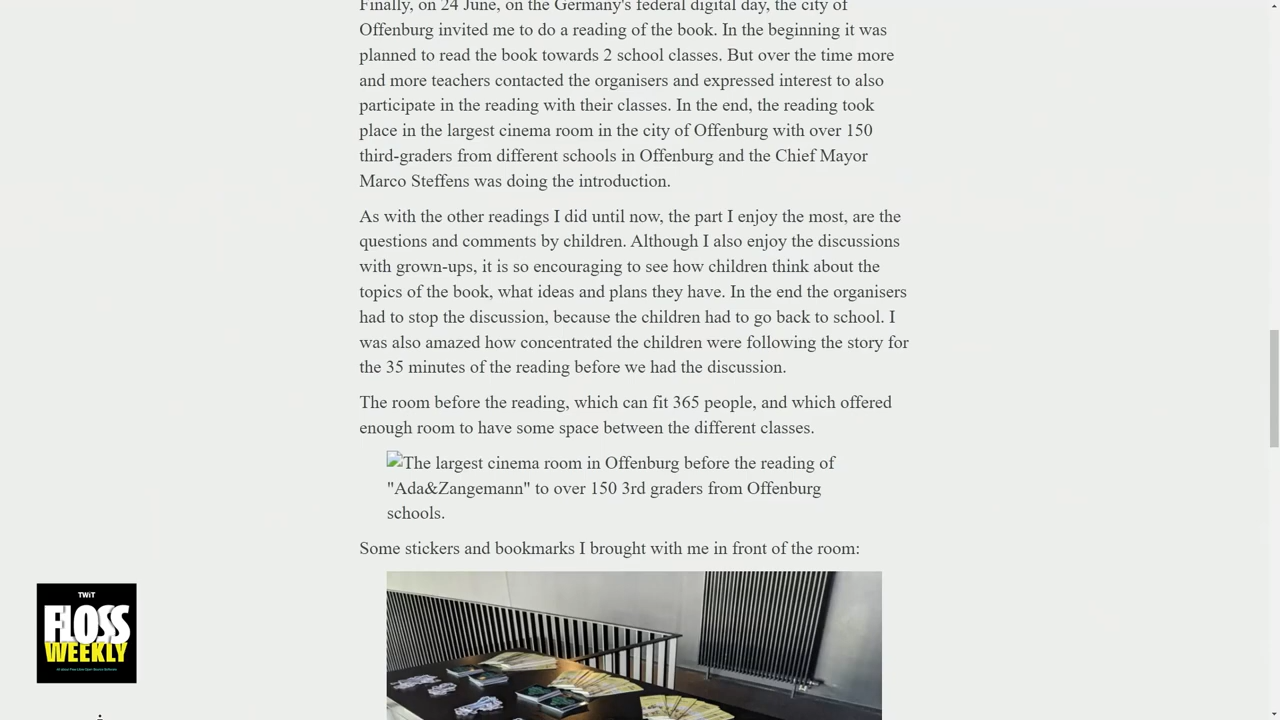 Finally, on 24 June, on the Germany's federal digital day, the city of
Offenburg invited me to do a reading of the book. In the beginning it was
planned to read the book towards 2 school classes. But over the time more
and more teachers contacted the organisers and expressed interest to also
participate in the reading with their classes. In the end, the reading took
place in the largest cinema room in the city of Offenburg with over 150
third-graders from different schools in Offenburg and the Chief Mayor
Marco Steffens was doing the introduction.
As with the other readings I did until now, the part I enjoy the most, are the
questions and comments by children. Although I also enjoy the discussions
with grown-ups, it is so encouraging to see how children think about the
topics of the book, what ideas and plans they have. In the end the organisers
had to stop the discussion, because the children had to go back to school. I
was also amazed how concentrated the children were following the story for
the 35 minutes of the reading before we had the discussion.
The room before the reading, which can fit 365 people, and which offered
enough room to have some space between the different classes.
The largest cinema room in Offenburg before the reading of
"Ada&Zangemann" to over 150 3rd graders from Offenburg
schools.
Some stickers and bookmarks I brought with me in front of the room:
TWiT
FLOSS
WEEKLY